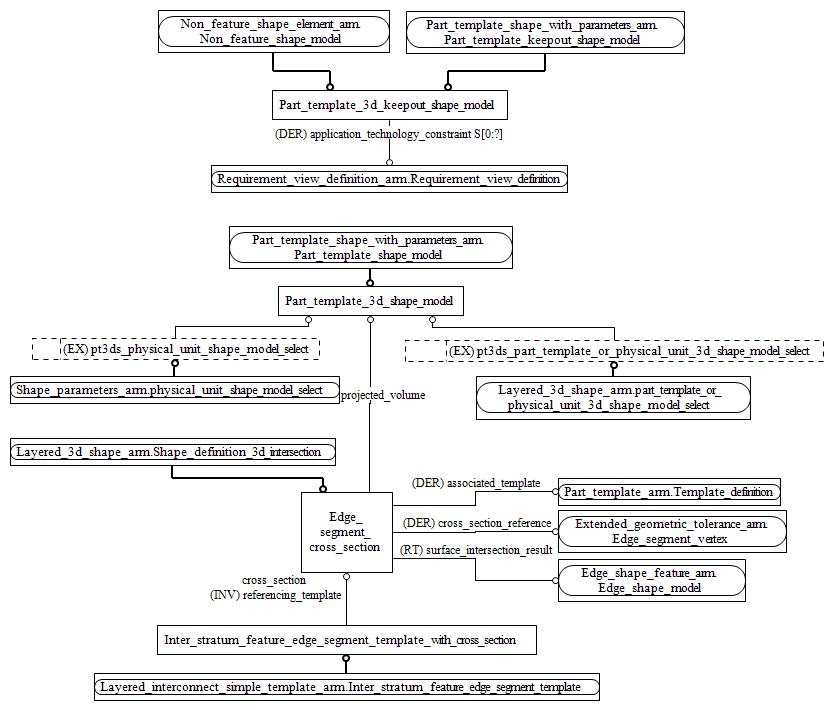 Non_feature_shape_element_arm.
Non_feature_shape_model
Part_template_shape_with_parameters_arm.
Part_template_keepout_shape_model
Part_template_3d_keepout_shape_model
(DER) application_technology_constraint S[0:?]
Requirement_view_definition_arm.Requirement_view_definition
Part_template_shape_with_parameters_arm.
Part_template_shape_model
Part_template_3d_shape_model
(EX) pt3ds_physical_unit_shape_model_select
(EX) pt3ds_part_template_or_physical_unit_3d_shape_model_select
Shape_parameters_arm.physical_unit_shape_model_select
projected_volume
Layered_3d_shape_arm.part_template_or_
physical_unit_3d_shape_model_select
Layered_3d_shape_arm.Shape_definition_3d_intersection
Edge_
segment_
cross_section
(DER) associated_template
Part_template_arm.Template_definition
(DER) cross_section_reference
Extended_geometric_tolerance_arm.
Edge_segment_vertex
(RT) surface_intersection_result
Edge_shape_feature_arm.
Edge_shape_model
cross_section
(INV) referencing_template
Inter_stratum_feature_edge_segment_template_with_cross_section
Layered_interconnect_simple_template_arm.Inter_stratum_feature_edge_segment_template